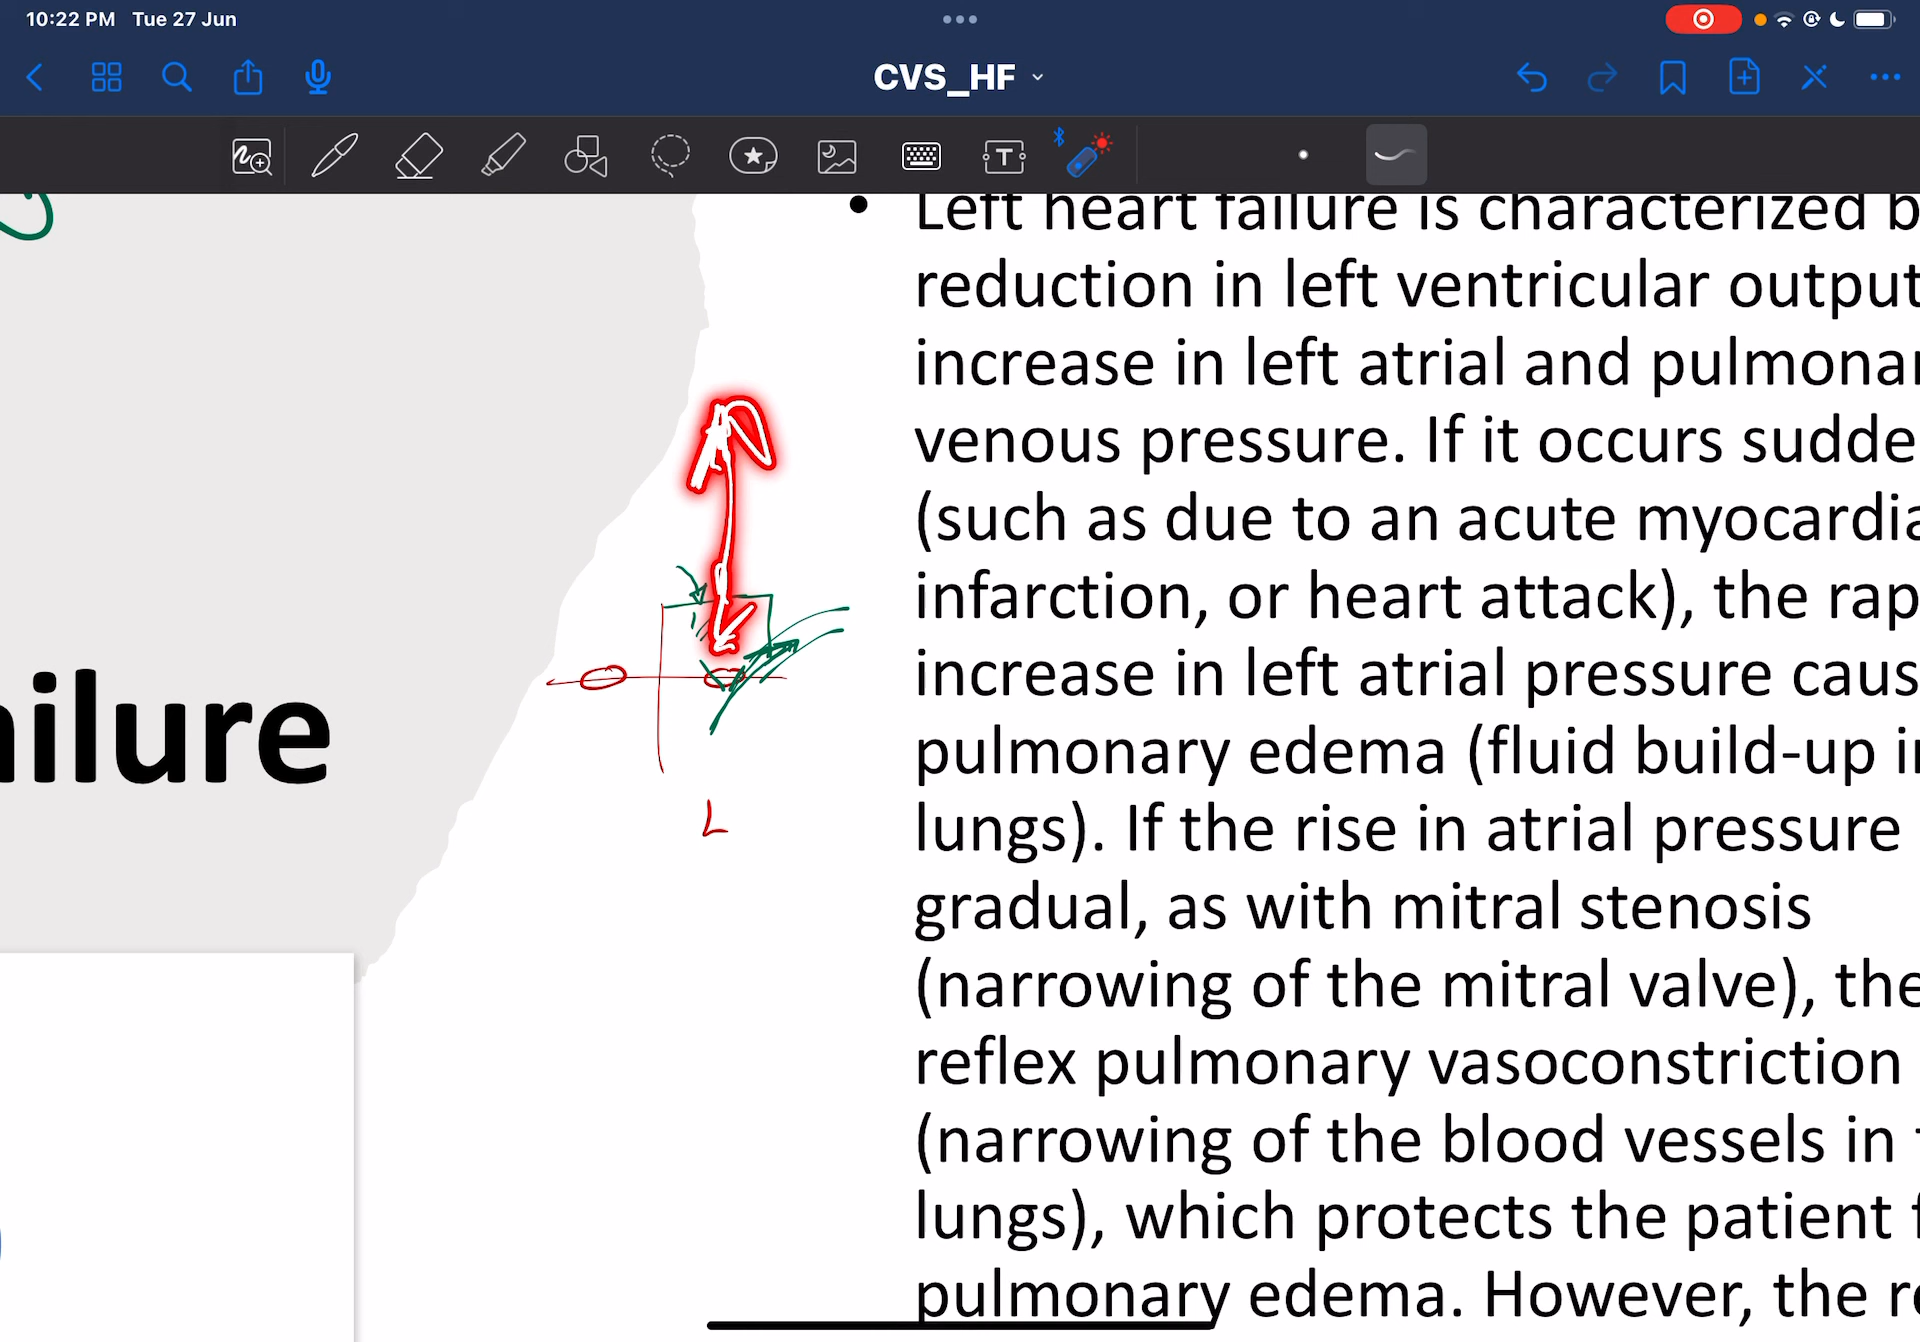 10:22 PM Tue 27 Jun
CVS_HF
T
ailure
L
• Left heart failure is characterized b
reduction in left ventricular output
increase in left atrial and pulmonar
venous pressure. If it occurs sudde
(such as due to an acute myocardia
infarction, or heart attack), the rap
increase in left atrial pressure caus
pulmonary edema (fluid build-up in
lungs). If the rise in atrial pressure
gradual, as with mitral stenosis
(narrowing of the mitral valve), the
reflex pulmonary vasoconstriction
(narrowing of the blood vessels in t
lungs), which protects the patient f
pulmonary edema. However, the re